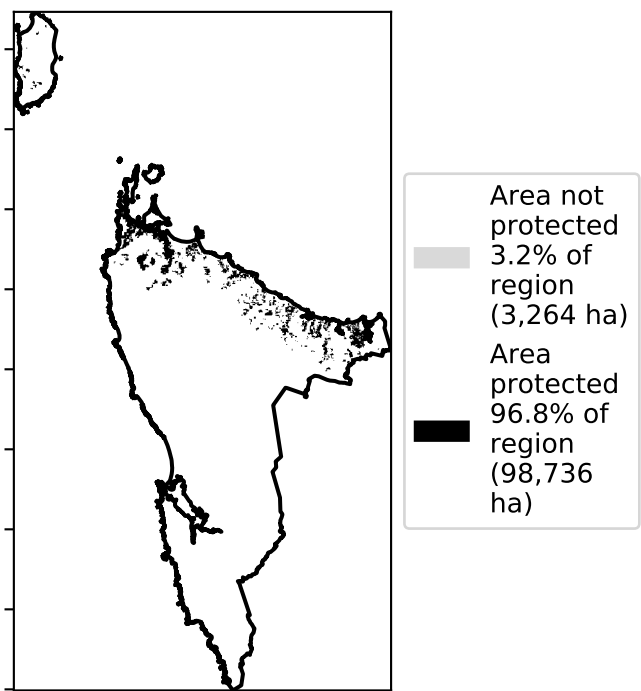 Area not
protected
3.2% of
region
(3,264 ha)
Area
protected
96.8% of
region
(98,736
ha)